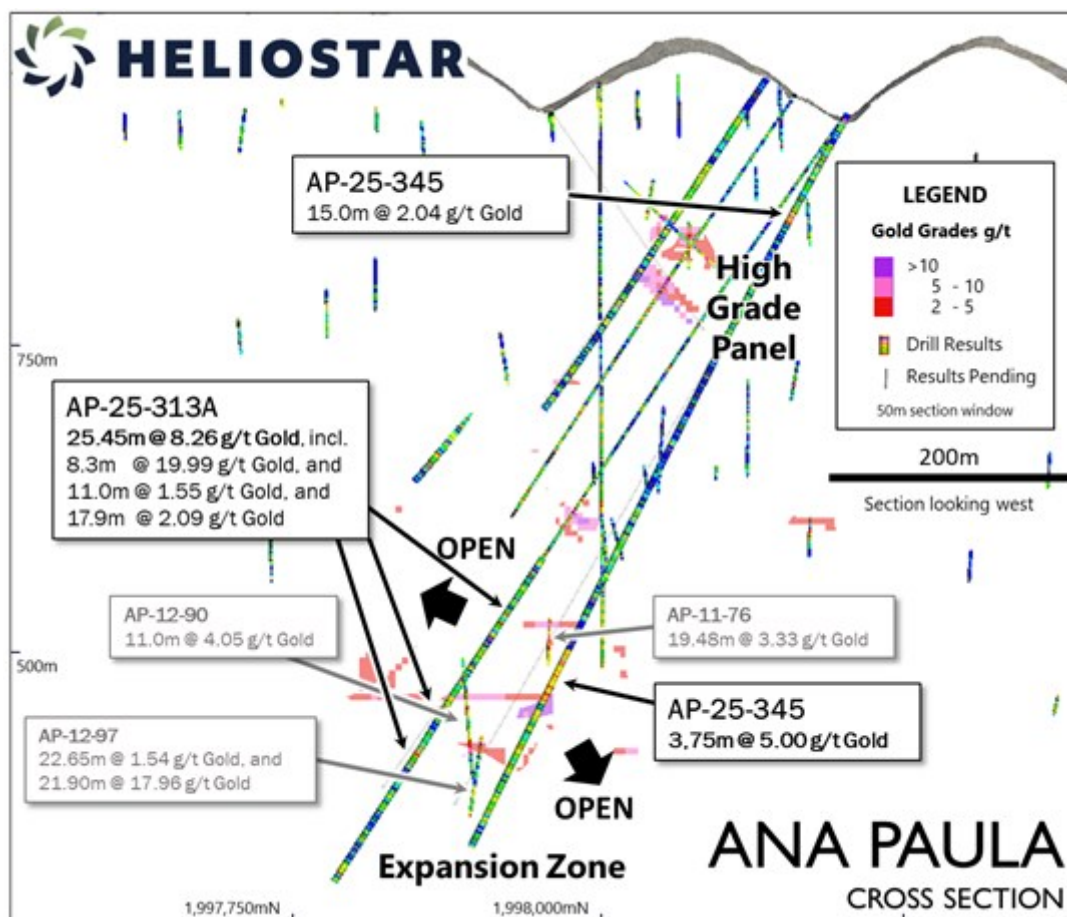 HELIOSTAR
AP-25-345
15.0m @ 2.04 g/t Gold
LEGEND
Gold Grades g/t
>10
5 - 10
2 - 5
Drill Results
Results Pending
50m section window
High
Grade
Panel
750m
AP-25-313A
25.45m @ 8.26 g/t Gold, incl.
8.3m @ 19.99 g/t Gold, and
11.0m @ 1.55 g/t Gold, and
17.9m @ 2.09 g/t Gold
200m
Section looking west
OPEN
AP-12-90
11.0m @ 4.05 g/t Gold
AP-11-76
19.48m @ 3.33 g/t Gold
500m
AP-25-345
3.75m @ 5.00 g/t Gold
AP-12-97
22.65m @ 1.54 g/t Gold, and
21.90m @ 17.96 g/t Gold
OPEN
Expansion Zone
ANA PAULA
CROSS SECTION
1,997,750mN
1,998,000mN